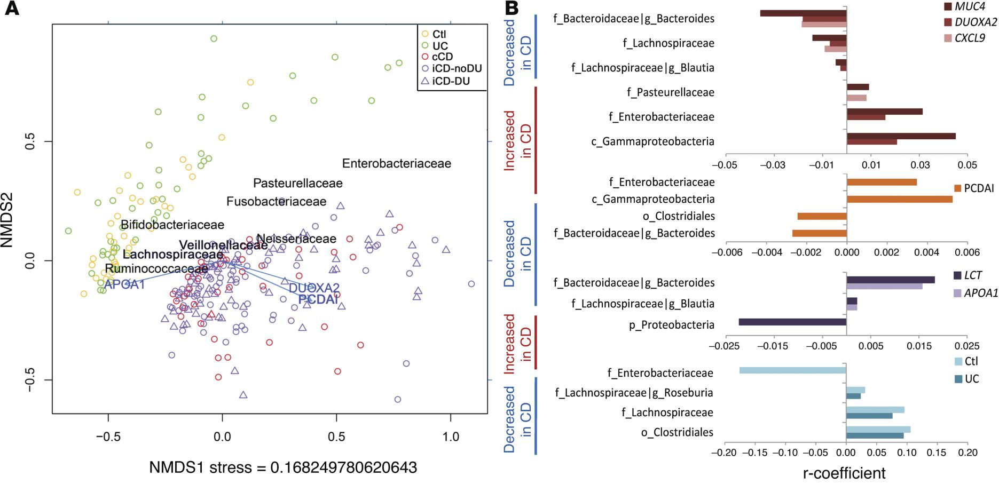 A
Ctl
UC
cCD
iCD-noDU
iCD-DU
Enterobacteriaceae
Pasteurellaceae
Fusobacteriaceae
Bifidobacteriaceae
Neisseriaceae
Veillonellaceae
Lachnospiraceae
Ruminococcaceae
APOA1
DUOXA2
PCDAI
NMDS2
0.5
0.0
−0.5
−0.5
0.0
0.5
1.0
NMDS1 stress = 0.168249780620643
B
Decreased
in CD
Increased
in CD
Decreased
in CD
Increased
in CD
Decreased
in CD
MUC4
DUOXA2
CXCL9
f_Bacteroidaceae|g_Bacteroides
f_Lachnospiraceae
f_Lachnospiraceae|g_Blautia
f_Pasteurellaceae
f_Enterobacteriaceae
c_Gammaproteobacteria
−0.05 −0.03 −0.01 0.01 0.03 0.05
PCDAI
f_Enterobacteriaceae
c_Gammaproteobacteria
o_Clostridiales
f_Bacteroidaceae|g_Bacteroides
−0.006 −0.004 −0.002 0.000 0.002 0.004 0.006
LCT
APOA1
f_Bacteroidaceae|g_Bacteroides
f_Lachnospiraceae|g_Blautia
p_Proteobacteria
−0.025 −0.015 −0.005 0.005 0.015 0.025
Ctl
UC
f_Enterobacteriaceae
f_Lachnospiraceae|g_Roseburia
f_Lachnospiraceae
o_Clostridiales
−0.20 −0.15 −0.10 −0.05 0.00 0.05 0.10 0.15 0.20
r-coefficient